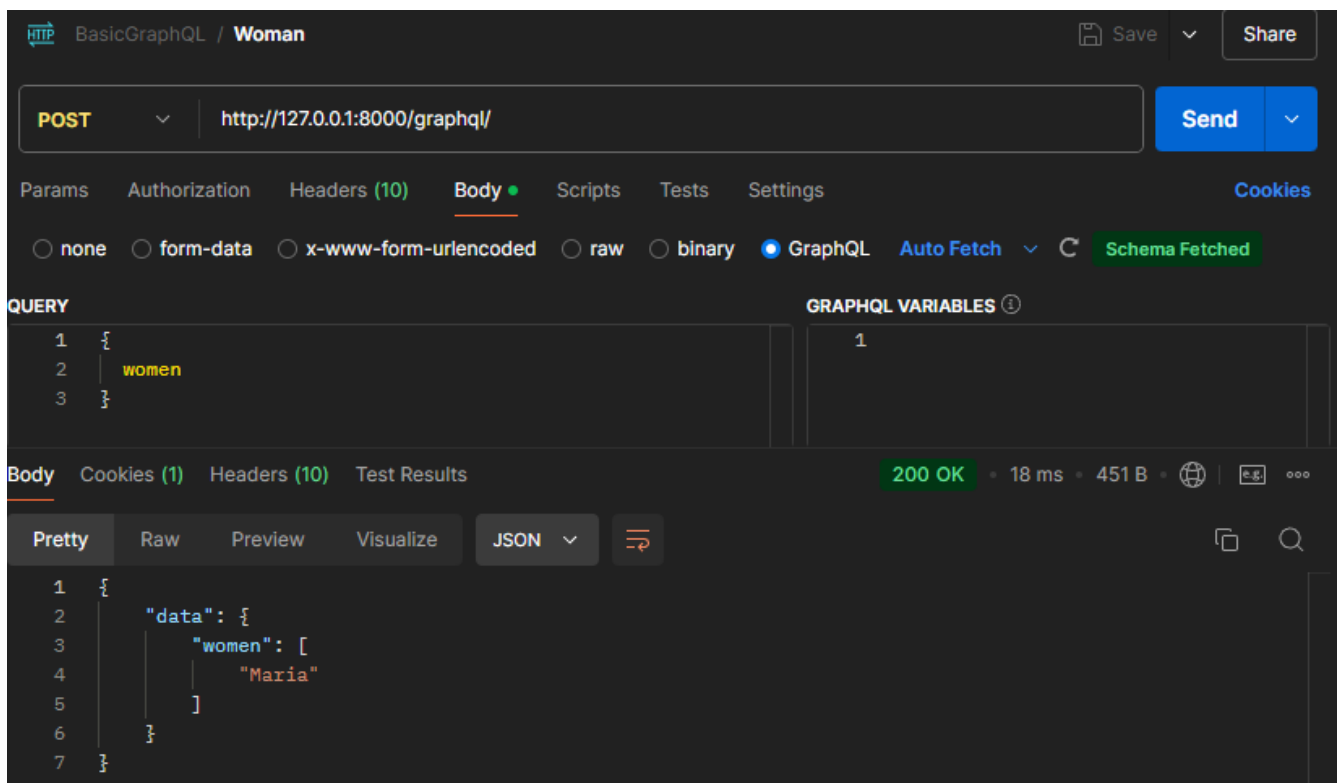 HTTP BasicGraphQL / Woman Save Share
POST http://127.0.0.1:8000/graphql/ Send
Params Authorization Headers (10) Body Scripts Tests Settings Cookies
none form-data x-www-form-urlencoded raw binary GraphQL Auto Fetch Schema Fetched
QUERY GRAPHQL VARIABLES
1 { 1
2 women
3 }
Body Cookies (1) Headers (10) Test Results 200 OK • 18 ms • 451 B • e.g.
Pretty Raw Preview Visualize JSON
1 {
2 "data": {
3 "women": [
4 "Maria"
5 ]
6 }
7 }